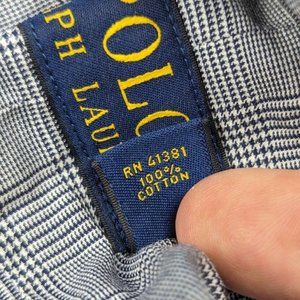 POLO
PH LAU
RN 41381
100%
COTTON